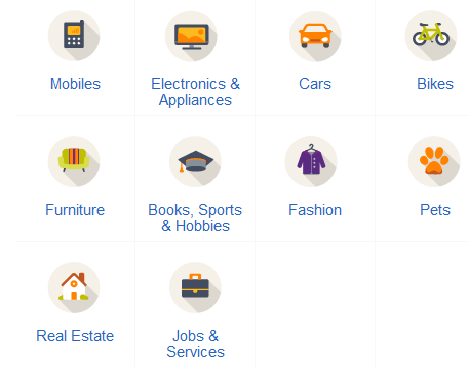 Mobiles
Electronics &
Appliances
Cars
Bikes
Furniture
Books, Sports
& Hobbies
Fashion
Pets
Real Estate
Jobs &
Services